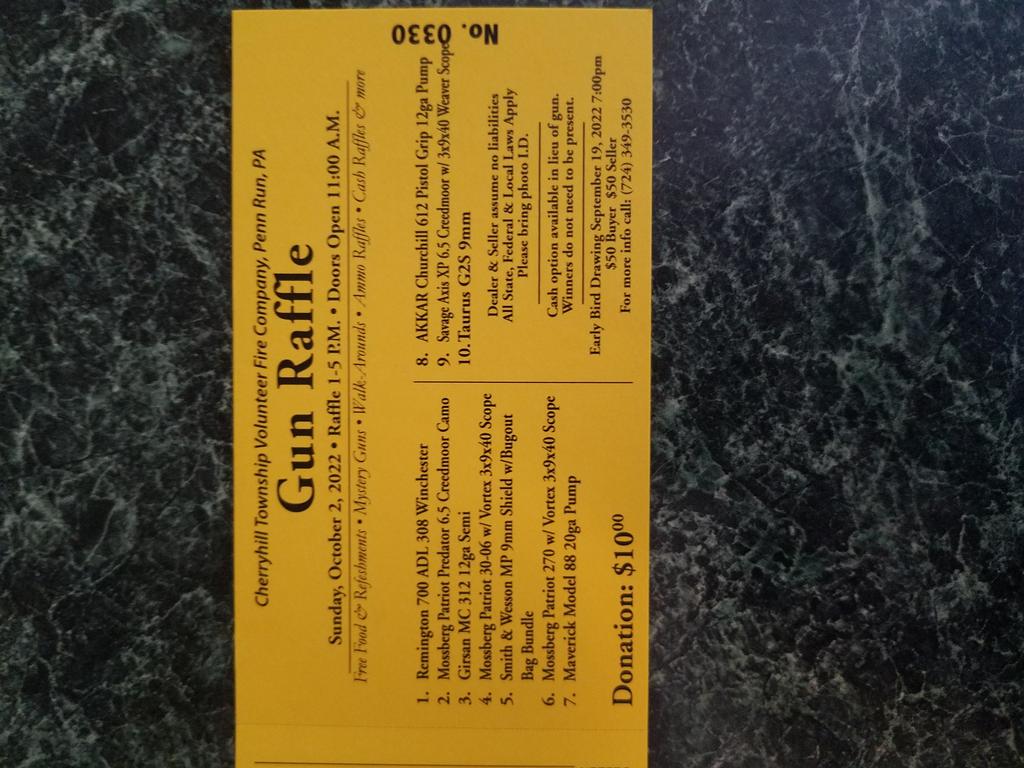 Cherryhill Township Volunteer Fire Company, Penn Run, PA
Gun Raffle
Sunday, October 2, 2022 • Raffle 1-5 P.M. • Doors Open 11:00 A.M.
Free Food & Refeshments • Mystery Guns • Walk-Arounds • Ammo Raffles • Cash Raffles & more
No. 0330
1. Remington 700 ADL 308 Winchester
2. Mossberg Patriot Predator 6.5 Creedmoor Camo
3. Girsan MC 312 12ga Semi
4. Mossberg Patriot 30-06 w/ Vortex 3x9x40 Scope
5. Smith & Wesson MP 9mm Shield w/Bugout
Bag Bundle
6. Mossberg Patriot 270 w/ Vortex 3x9x40 Scope
7. Maverick Model 88 20ga Pump
Donation: $10⁰⁰
8. AKKAR Churchill 612 Pistol Grip 12ga Pump
9. Savage Axis XP 6.5 Creedmoor w/ 3x9x40 Weaver Scope
10. Taurus G2S 9mm
Dealer & Seller assume no liabilities
All State, Federal & Local Laws Apply
Please bring photo I.D.
Cash option available in lieu of gun.
Winners do not need to be present.
Early Bird Drawing September 19, 2022 7:00pm
$50 Buyer $50 Seller
For more info call: (724) 349-3530